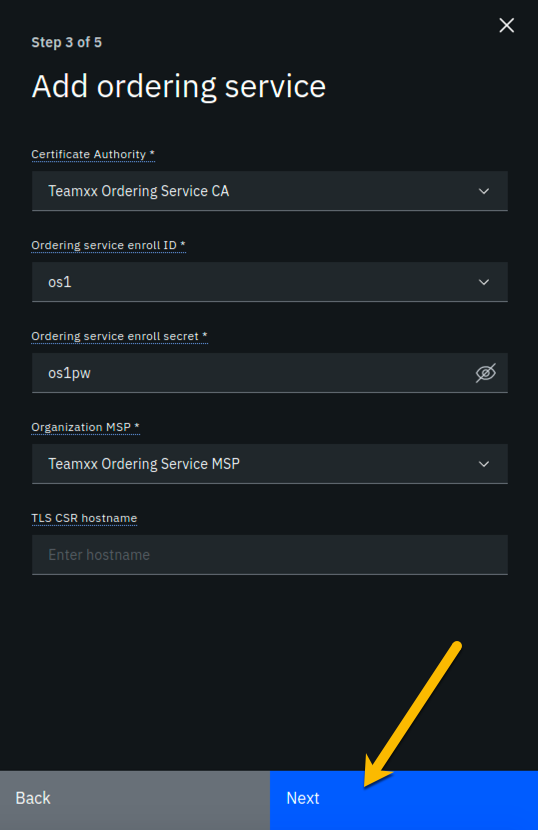 Step 3 of 5
Add ordering service
Certificate Authority *
Teamxx Ordering Service CA
Ordering service enroll ID *
os1
Ordering service enroll secret *
os1pw
Organization MSP *
Teamxx Ordering Service MSP
TLS CSR hostname
Enter hostname
Back
Next